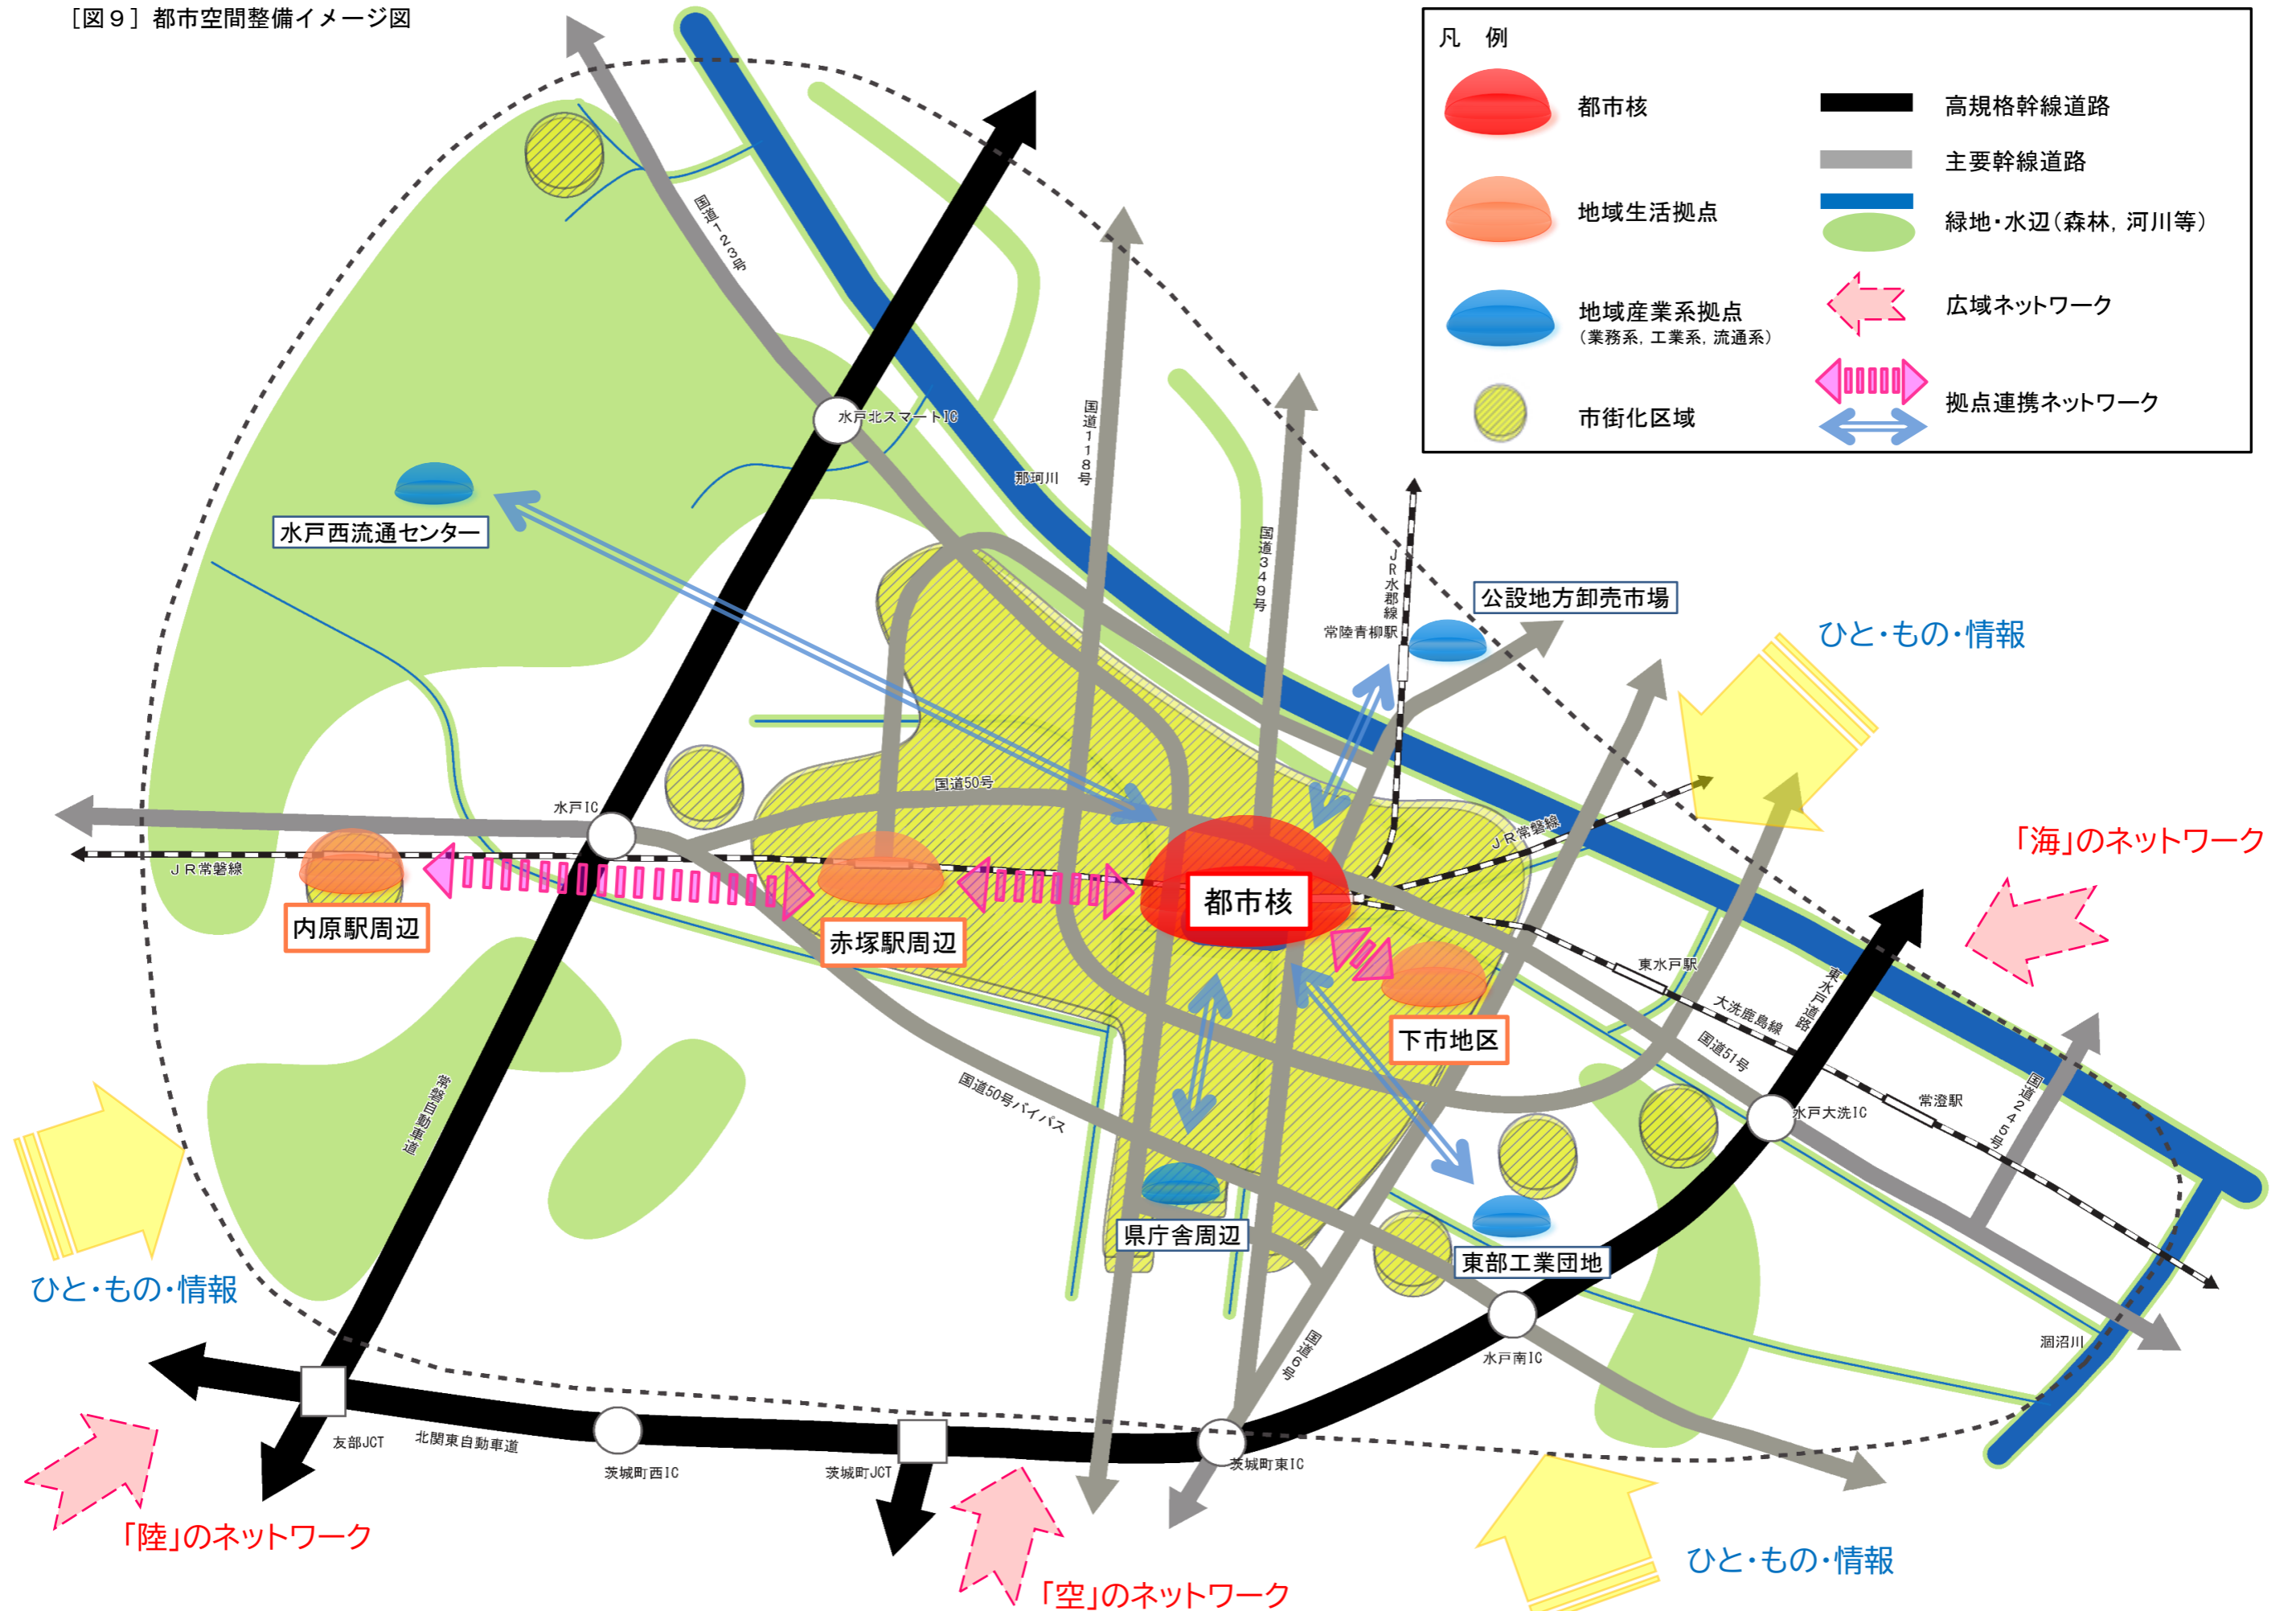 ［図９］都市空間整備イメージ図
凡　例
都市核
地域生活拠点
地域産業系拠点
（業務系，工業系，流通系）
市街化区域
高規格幹線道路
主要幹線道路
緑地・水辺（森林，河川等）
広域ネットワーク
拠点連携ネットワーク
国道123号
水戸北スマートIC
国道118号
那珂川
水戸西流通センター
国道349号
JR水郡線
常陸青柳駅
公設地方卸売市場
ひと・もの・情報
「海」のネットワーク
国道50号
水戸IC
ＪＲ常磐線
ＪＲ常磐線
内原駅周辺
赤塚駅周辺
都市核
下市地区
東水戸駅
東水戸道路
大洗鹿島線
国道51号
水戸大洗IC
常澄駅
国道245号
常磐自動車道
国道50号バイパス
県庁舎周辺
東部工業団地
ひと・もの・情報
国道6号
水戸南IC
涸沼川
友部JCT
北関東自動車道
茨城町西IC
茨城町JCT
茨城町東IC
「陸」のネットワーク
「空」のネットワーク
ひと・もの・情報